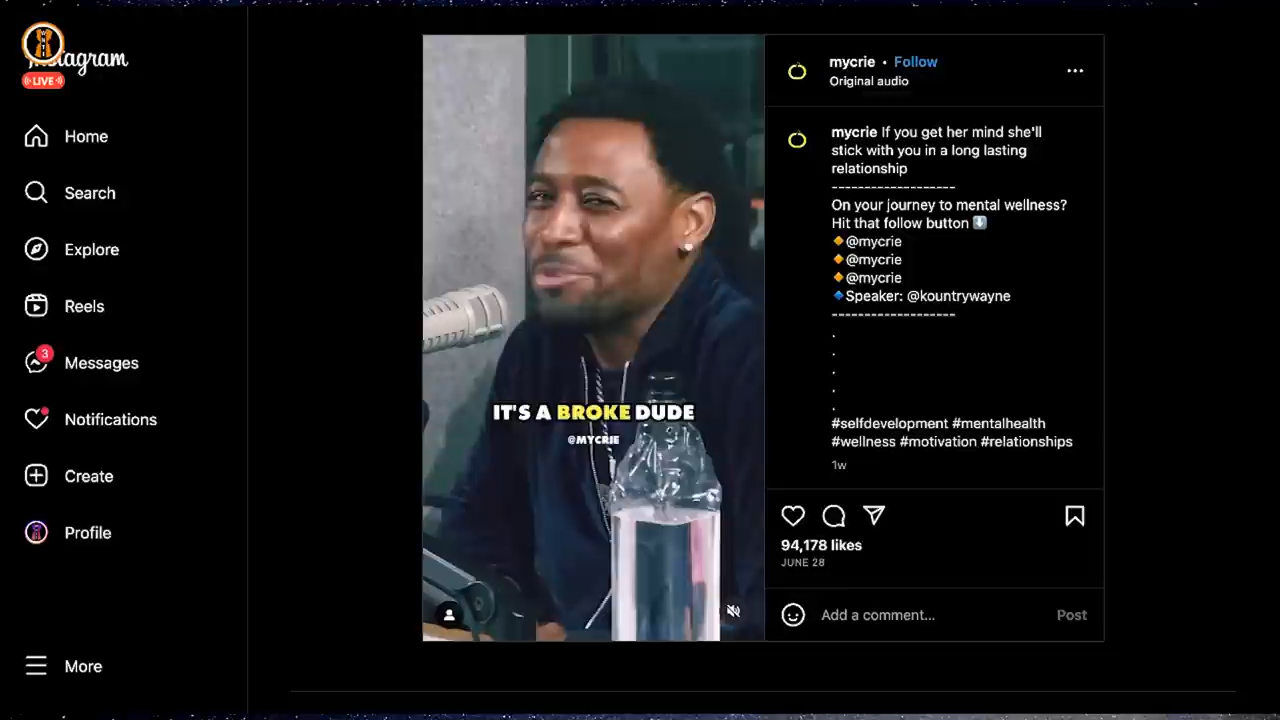 Instagram
LIVE
Home
Search
Explore
Reels
3
Messages
Notifications
Create
Profile
More
IT'S A BROKE DUDE
@MYCRIE
mycrie • Follow
Original audio
mycrie If you get her mind she'll
stick with you in a long lasting
relationship
-------------------
On your journey to mental wellness?
Hit that follow button ⬇️
🔸@mycrie
🔸@mycrie
🔸@mycrie
🔹Speaker: @kountrywayne
-------------------
.
.
.
.
.
#selfdevelopment #mentalhealth
#wellness #motivation #relationships
1w
94,178 likes
JUNE 28
Add a comment...
Post